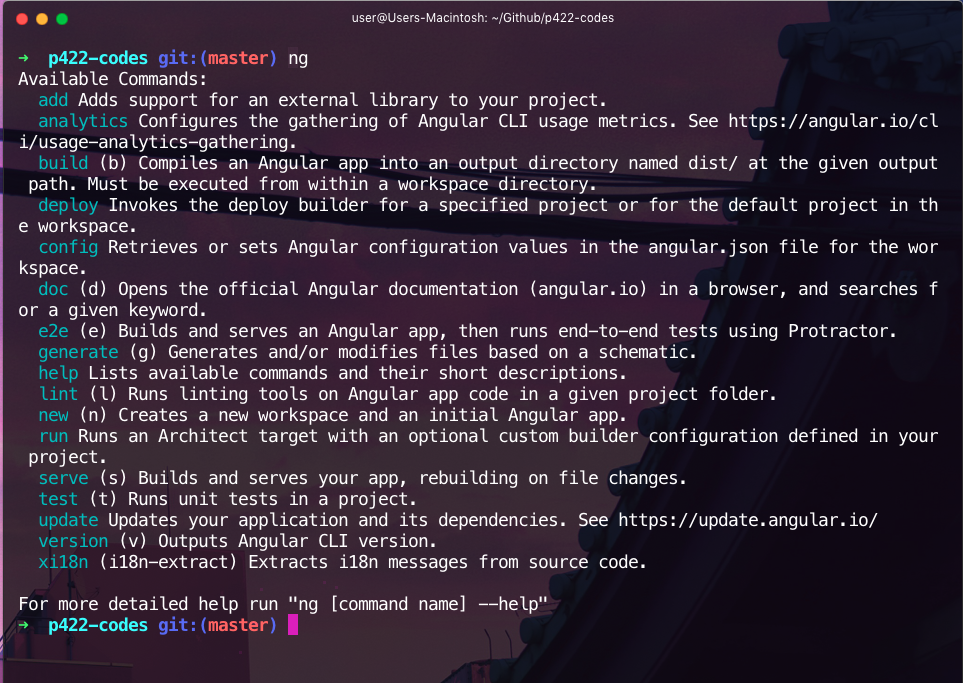 user@Users-Macintosh: ~/Github/p422-codes
➜  p422-codes git:(master) ng
Available Commands:
  add Adds support for an external library to your project.
  analytics Configures the gathering of Angular CLI usage metrics. See https://angular.io/cl
i/usage-analytics-gathering.
  build (b) Compiles an Angular app into an output directory named dist/ at the given output
 path. Must be executed from within a workspace directory.
  deploy Invokes the deploy builder for a specified project or for the default project in th
e workspace.
  config Retrieves or sets Angular configuration values in the angular.json file for the wor
kspace.
  doc (d) Opens the official Angular documentation (angular.io) in a browser, and searches f
or a given keyword.
  e2e (e) Builds and serves an Angular app, then runs end-to-end tests using Protractor.
  generate (g) Generates and/or modifies files based on a schematic.
  help Lists available commands and their short descriptions.
  lint (l) Runs linting tools on Angular app code in a given project folder.
  new (n) Creates a new workspace and an initial Angular app.
  run Runs an Architect target with an optional custom builder configuration defined in your
 project.
  serve (s) Builds and serves your app, rebuilding on file changes.
  test (t) Runs unit tests in a project.
  update Updates your application and its dependencies. See https://update.angular.io/
  version (v) Outputs Angular CLI version.
  xi18n (i18n-extract) Extracts i18n messages from source code.

For more detailed help run "ng [command name] --help"
➜  p422-codes git:(master)